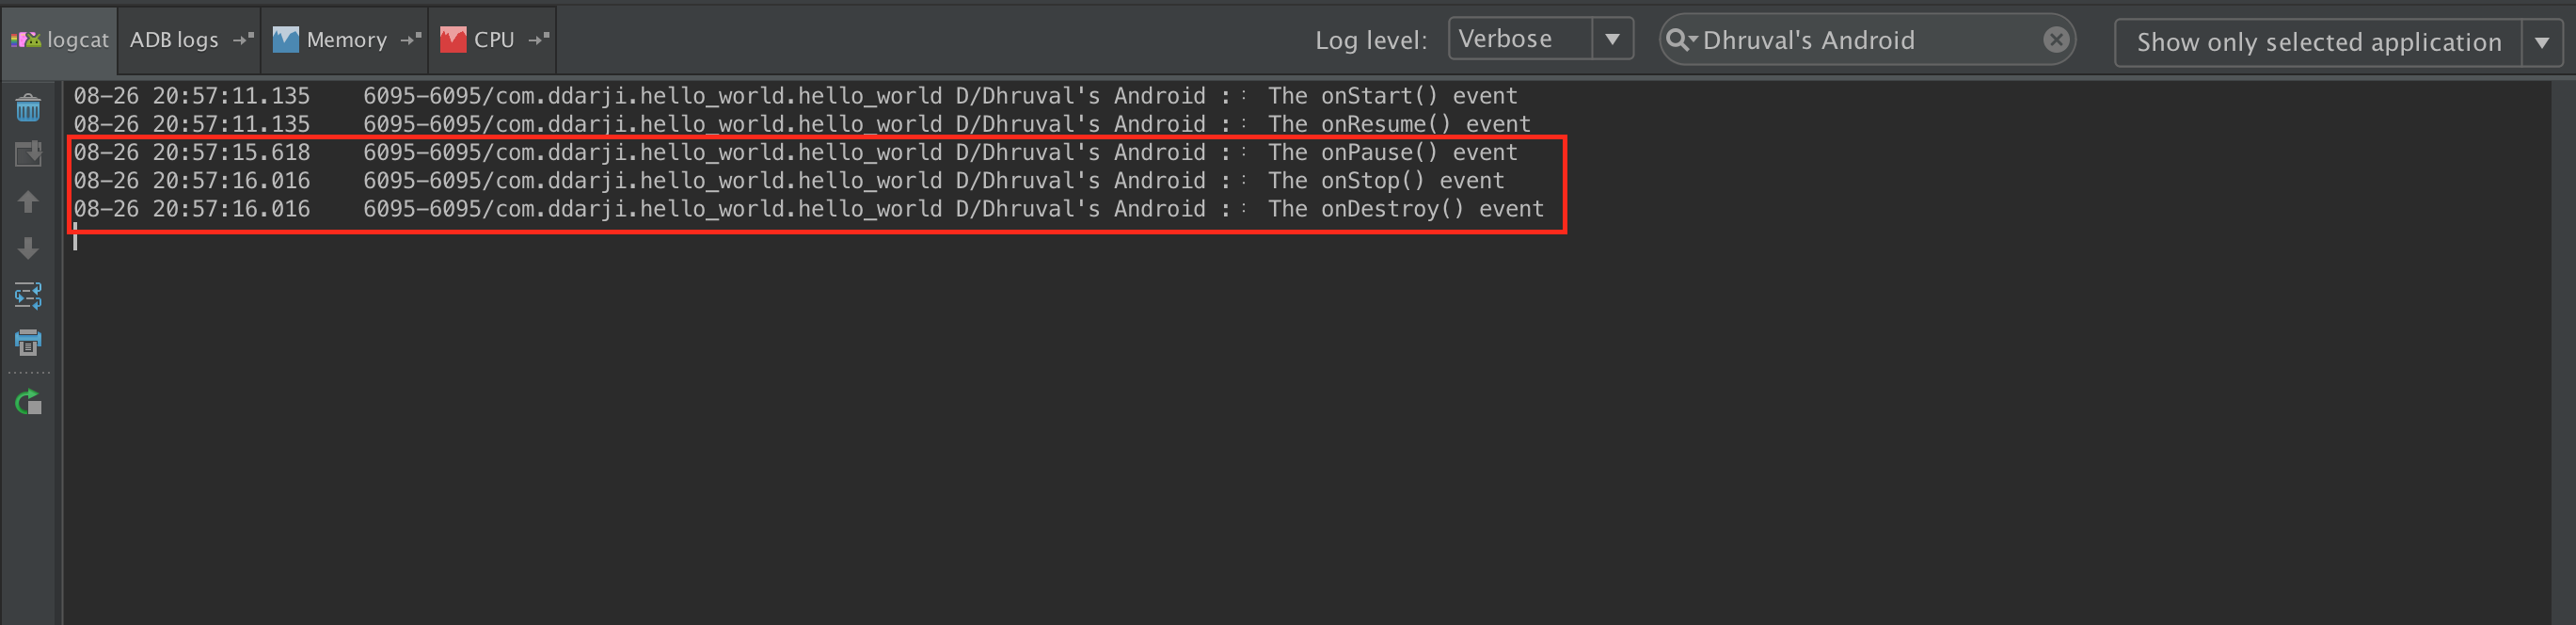 logcat ADB logs Memory CPU Log level: Verbose Dhruval's Android Show only selected application
08-26 20:57:11.135 6095-6095/com.ddarji.hello_world.hello_world D/Dhruval's Android : : The onStart() event
08-26 20:57:11.135 6095-6095/com.ddarji.hello_world.hello_world D/Dhruval's Android : : The onResume() event
08-26 20:57:15.618 6095-6095/com.ddarji.hello_world.hello_world D/Dhruval's Android : : The onPause() event
08-26 20:57:16.016 6095-6095/com.ddarji.hello_world.hello_world D/Dhruval's Android : : The onStop() event
08-26 20:57:16.016 6095-6095/com.ddarji.hello_world.hello_world D/Dhruval's Android : : The onDestroy() event